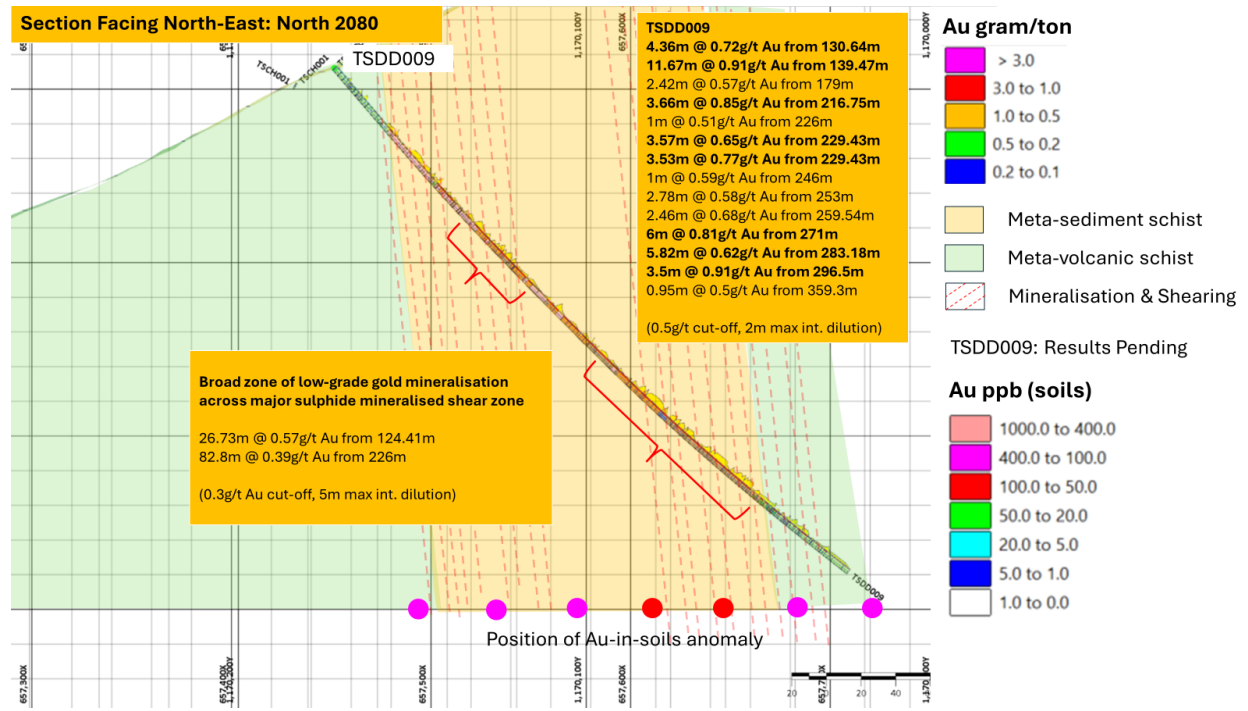 Section Facing North-East: North 2080
TSCH001
TSCH001
TSDD009
1,170,100Y
657,600X
1,170,000Y
TSDD009
4.36m @ 0.72g/t Au from 130.64m
11.67m @ 0.91g/t Au from 139.47m
2.42m @ 0.57g/t Au from 179m
3.66m @ 0.85g/t Au from 216.75m
1m @ 0.51g/t Au from 226m
3.57m @ 0.65g/t Au from 229.43m
3.53m @ 0.77g/t Au from 229.43m
1m @ 0.59g/t Au from 246m
2.78m @ 0.58g/t Au from 253m
2.46m @ 0.68g/t Au from 259.54m
6m @ 0.81g/t Au from 271m
5.82m @ 0.62g/t Au from 283.18m
3.5m @ 0.91g/t Au from 296.5m
0.95m @ 0.5g/t Au from 359.3m
(0.5g/t cut-off, 2m max int. dilution)
Au gram/ton
> 3.0
3.0 to 1.0
1.0 to 0.5
0.5 to 0.2
0.2 to 0.1
Meta-sediment schist
Meta-volcanic schist
Mineralisation & Shearing
TSDD009: Results Pending
Au ppb (soils)
1000.0 to 400.0
400.0 to 100.0
100.0 to 50.0
50.0 to 20.0
20.0 to 5.0
5.0 to 1.0
1.0 to 0.0
Broad zone of low-grade gold mineralisation
across major sulphide mineralised shear zone
26.73m @ 0.57g/t Au from 124.41m
82.8m @ 0.39g/t Au from 226m
(0.3g/t Au cut-off, 5m max int. dilution)
TSDD009
Position of Au-in-soils anomaly
657,300X
657,400X
1,170,200Y
657,500X
1,170,100Y
657,600X
20
20
40